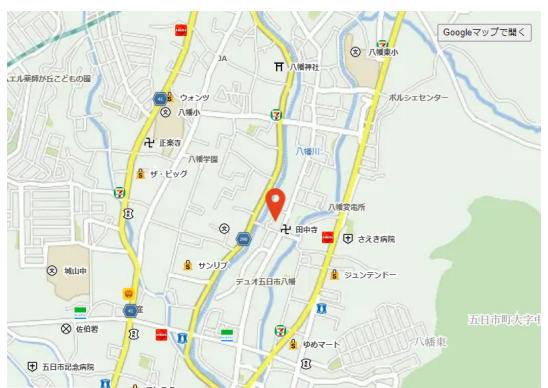 Googleマップで開く
八幡東小
JA
八幡神社
エル薬師が丘こどもの園
ウォンツ
ポルシェセンター
41
八幡小
正楽寺
八幡川
八幡学園
ザ・ビッグ
八幡変電所
田中寺
290
さえき病院
城山中
サンリブ
ジュンテンドー
デュオ五日市八幡
41
五日市町大字中
佐伯署
ゆめマート
八幡東
五日市記念病院